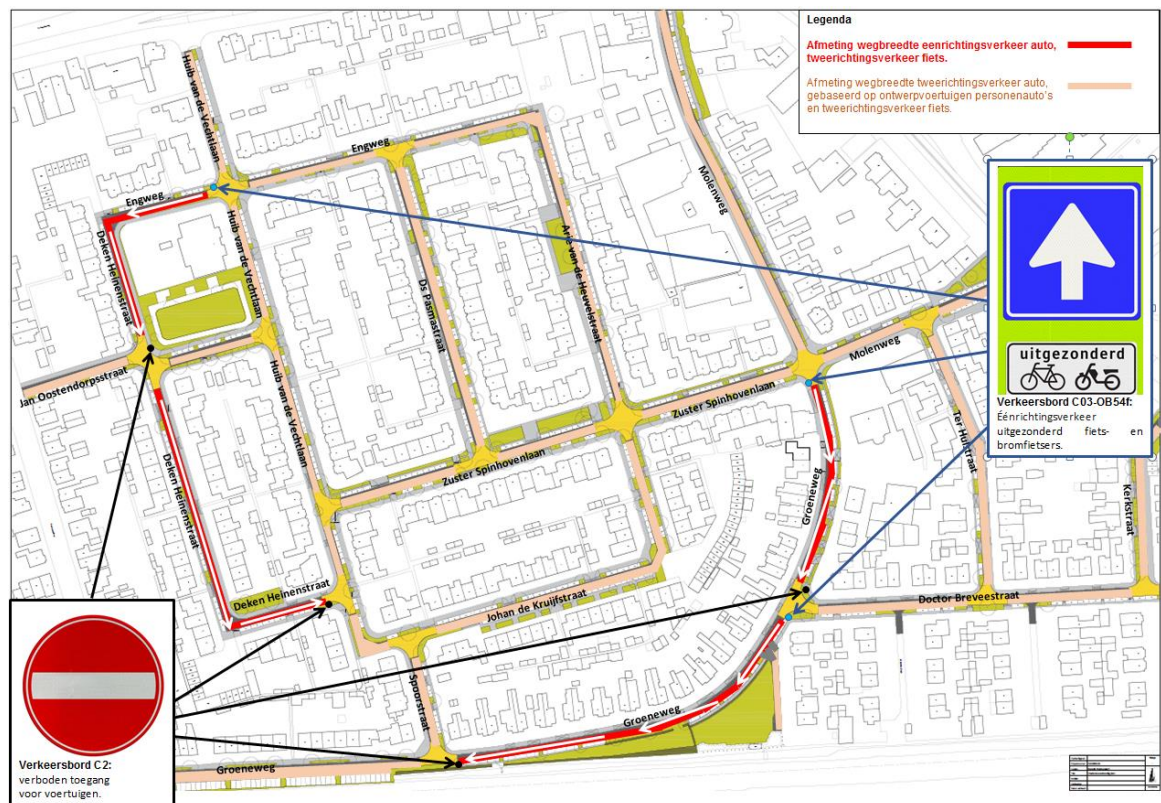 Legenda
Afmeting wegbreedte eenrichtingsverkeer auto,
tweerichtingsverkeer fiets.
Afmeting wegbreedte tweerichtingsverkeer auto,
gebaseerd op ontwerpvoertuigen personenauto's
en tweerichtingsverkeer fiets.
Huib van de Vechtlaan
Engweg
Engweg
Molenweg
Deken Heinenstraat
Huib van de Vechtlaan
Ds Pasmastraat
Arie van de Heuvelstraat
uitgezonderd
Verkeersbord C03-OB54f:
Éénrichtingsverkeer
uitgezonderd fiets- en
bromfietsers.
Jan Oostendorpsstraat
Huib van de Vechtlaan
Molenweg
Zuster Spinhovenlaan
Ter Hulstraat
Deken Heinenstraat
Zuster Spinhovenlaan
Groeneweg
Kerkstraat
Deken Heinenstraat
Johan de Kruijfstraat
Doctor Breveestraat
Spoorstraat
Groeneweg
Groeneweg
Verkeersbord C2:
verboden toegang
voor voertuigen.